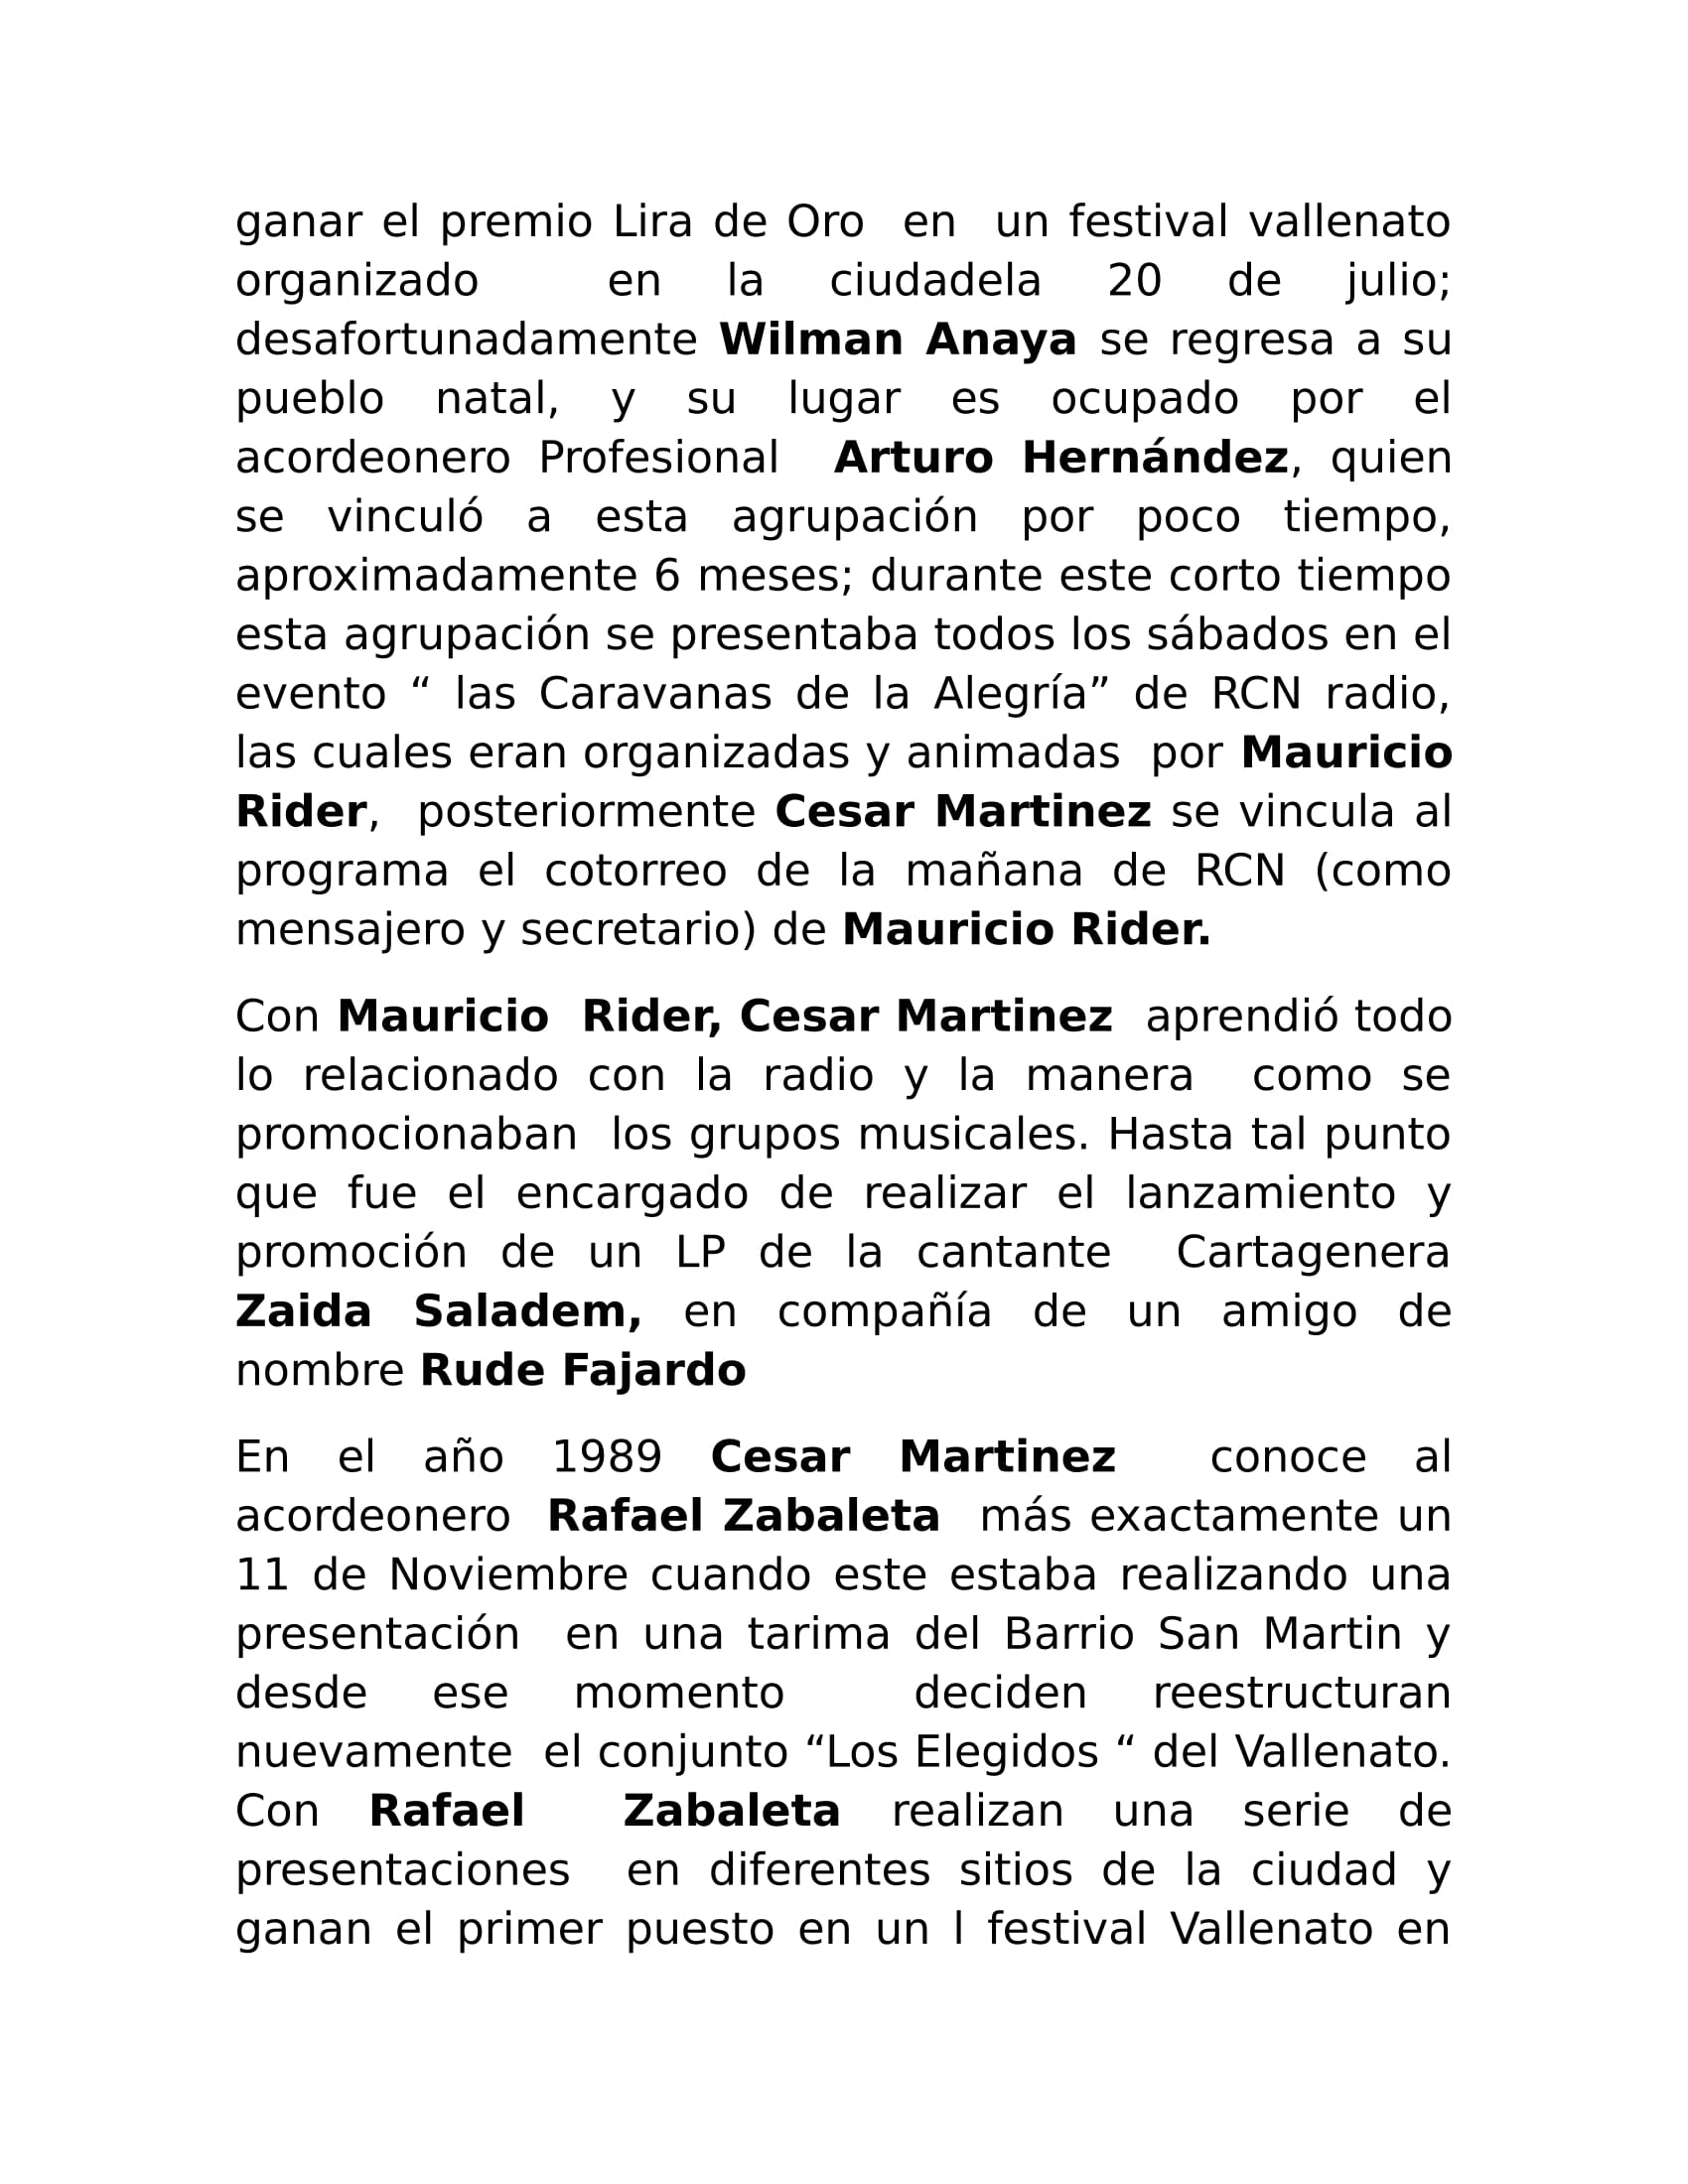 ganar el premio Lira de Oro en un festival vallenato
organizado en la ciudadela 20 de julio;
desafortunadamente Wilman Anaya se regresa a su
pueblo natal, y su lugar es ocupado por el
acordeonero Profesional Arturo Hernández, quien
se vinculó a esta agrupación por poco tiempo,
aproximadamente 6 meses; durante este corto tiempo
esta agrupación se presentaba todos los sábados en el
evento “ las Caravanas de la Alegría” de RCN radio,
las cuales eran organizadas y animadas por Mauricio
Rider, posteriormente Cesar Martinez se vincula al
programa el cotorreo de la mañana de RCN (como
mensajero y secretario) de Mauricio Rider.
Con Mauricio Rider, Cesar Martinez aprendió todo
lo relacionado con la radio y la manera como se
promocionaban los grupos musicales. Hasta tal punto
que fue el encargado de realizar el lanzamiento y
promoción de un LP de la cantante Cartagenera
Zaida Saladem, en compañía de un amigo de
nombre Rude Fajardo
En el año 1989 Cesar Martinez conoce al
acordeonero Rafael Zabaleta más exactamente un
11 de Noviembre cuando este estaba realizando una
presentación en una tarima del Barrio San Martin y
desde ese momento deciden reestructuran
nuevamente el conjunto “Los Elegidos “ del Vallenato.
Con Rafael Zabaleta realizan una serie de
presentaciones en diferentes sitios de la ciudad y
ganan el primer puesto en un l festival Vallenato en